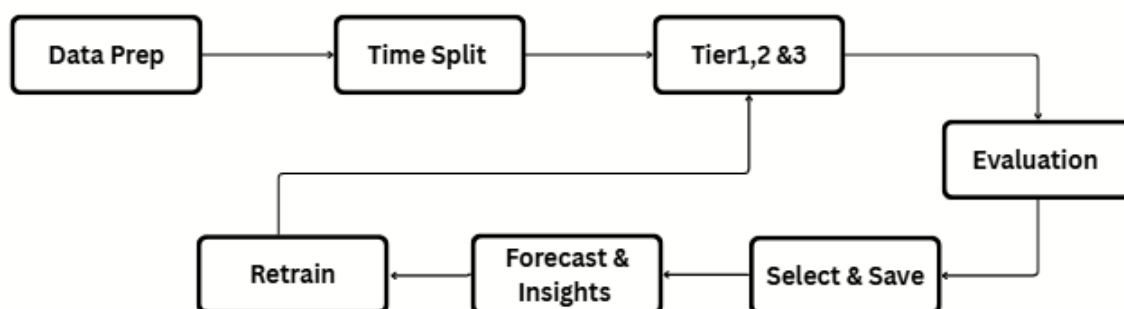 Data Prep
Time Split
Tier1,2 &3
Evaluation
Retrain
Forecast &
Insights
Select & Save